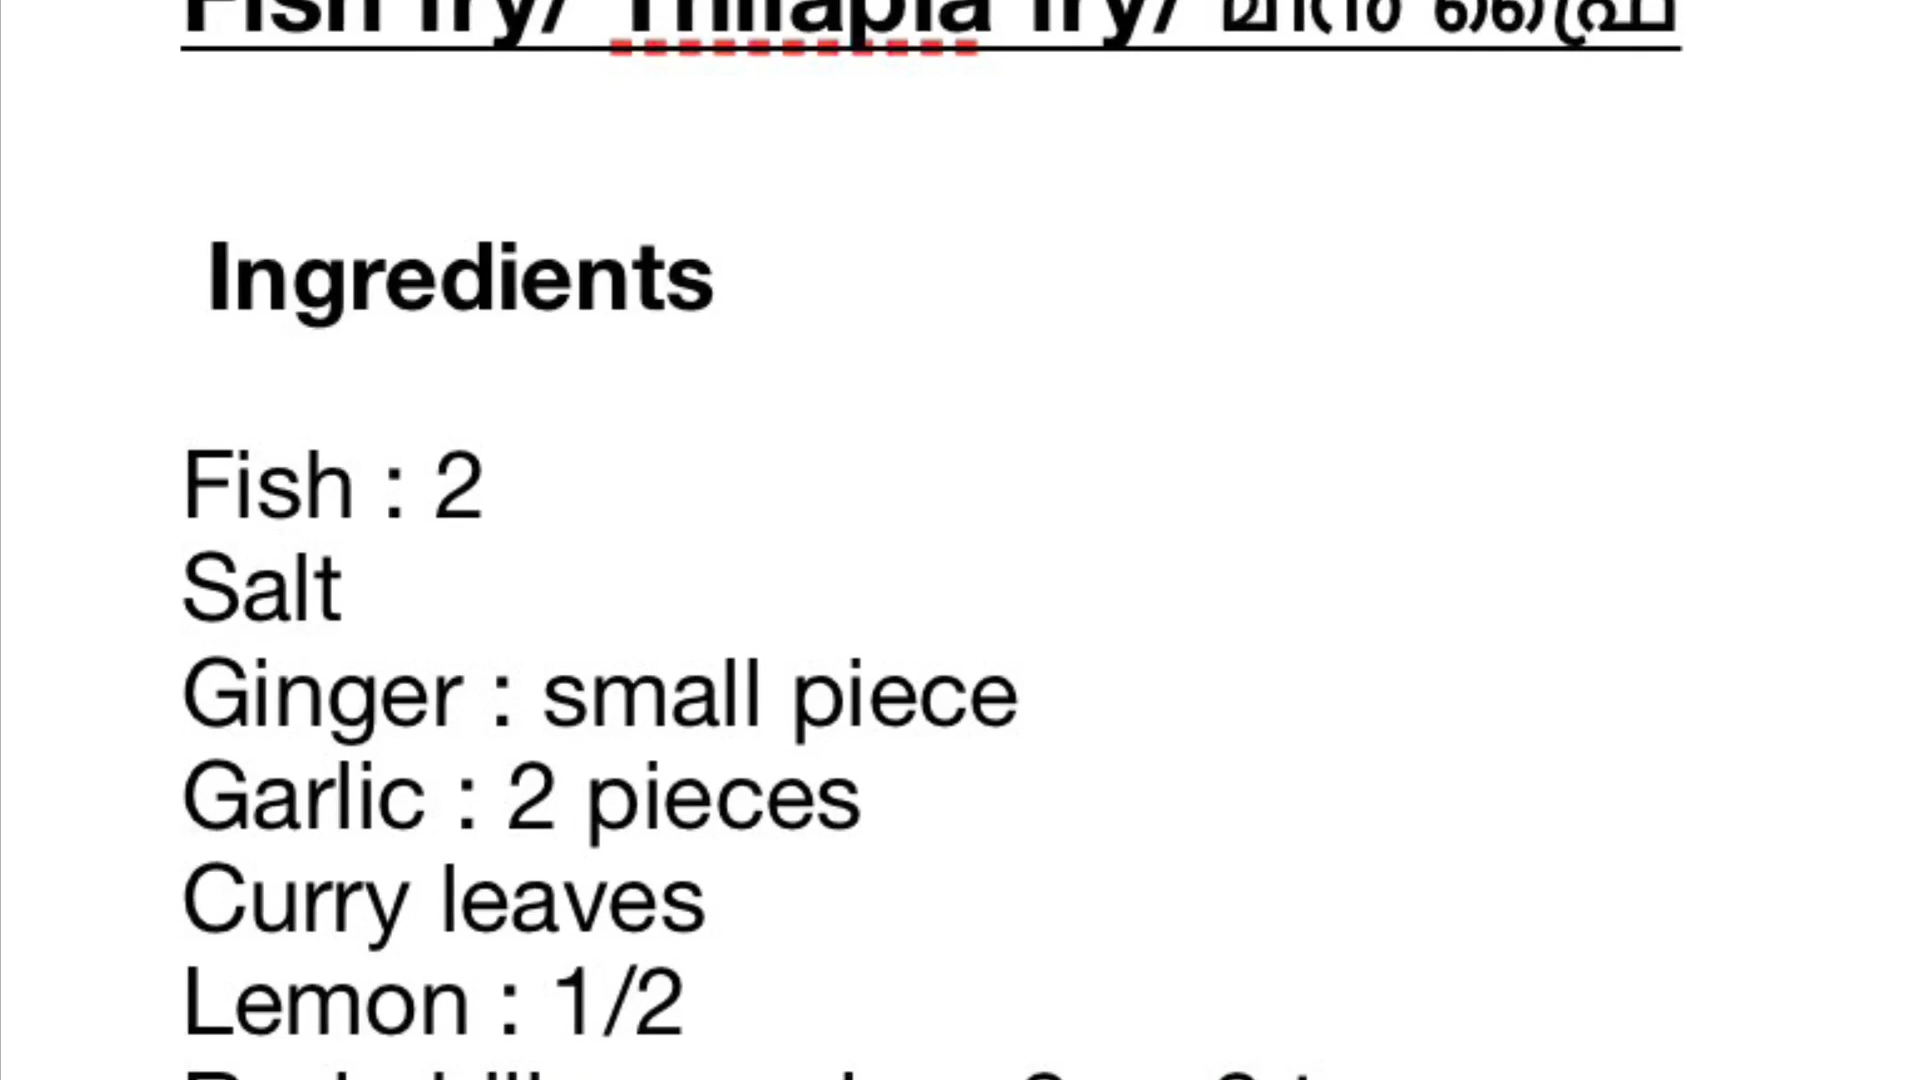 Fish fry/ Thilapia fry/ മീൻ ഫ്രൈ
Ingredients
Fish : 2
Salt
Ginger : small piece
Garlic : 2 pieces
Curry leaves
Lemon : 1/2